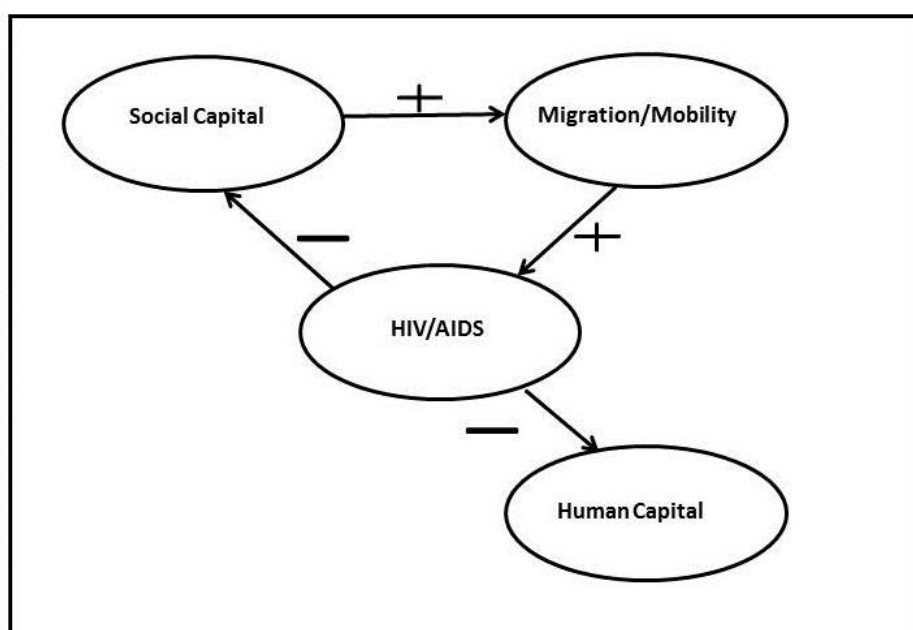 Social Capital
+
Migration/Mobility
—
+
HIV/AIDS
—
Human Capital